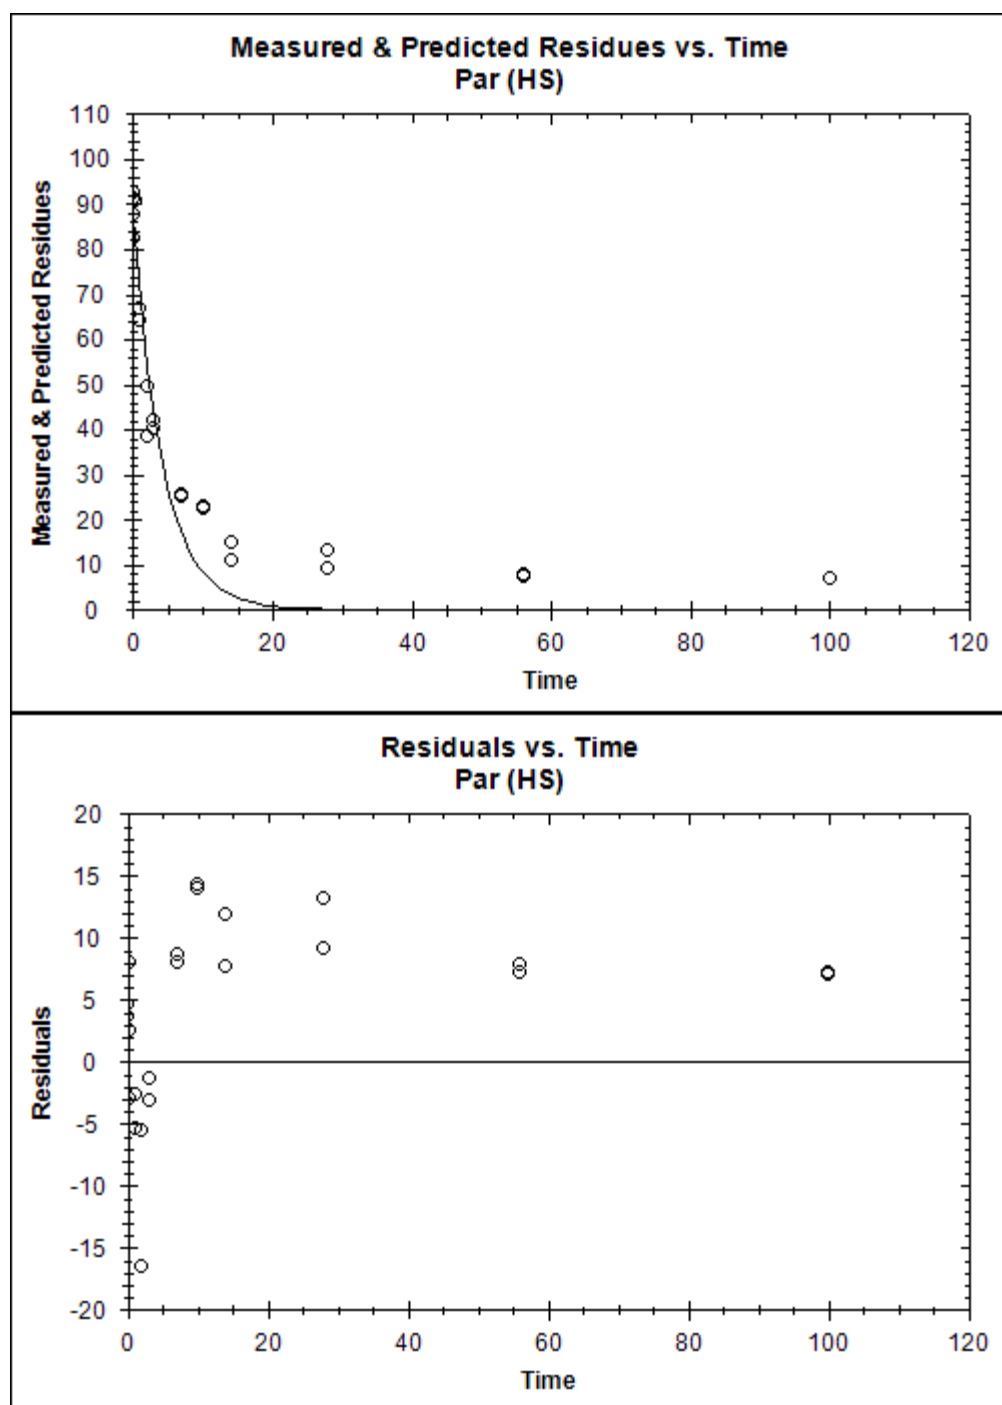 Measured & Predicted Residues vs. Time
Par (HS)
Measured & Predicted Residues
110
100
90
80
70
60
50
40
30
20
10
0
0 20 40 60 80 100 120
Time
Residuals vs. Time
Par (HS)
Residuals
20
15
10
5
0
-5
-10
-15
-20
0 20 40 60 80 100 120
Time